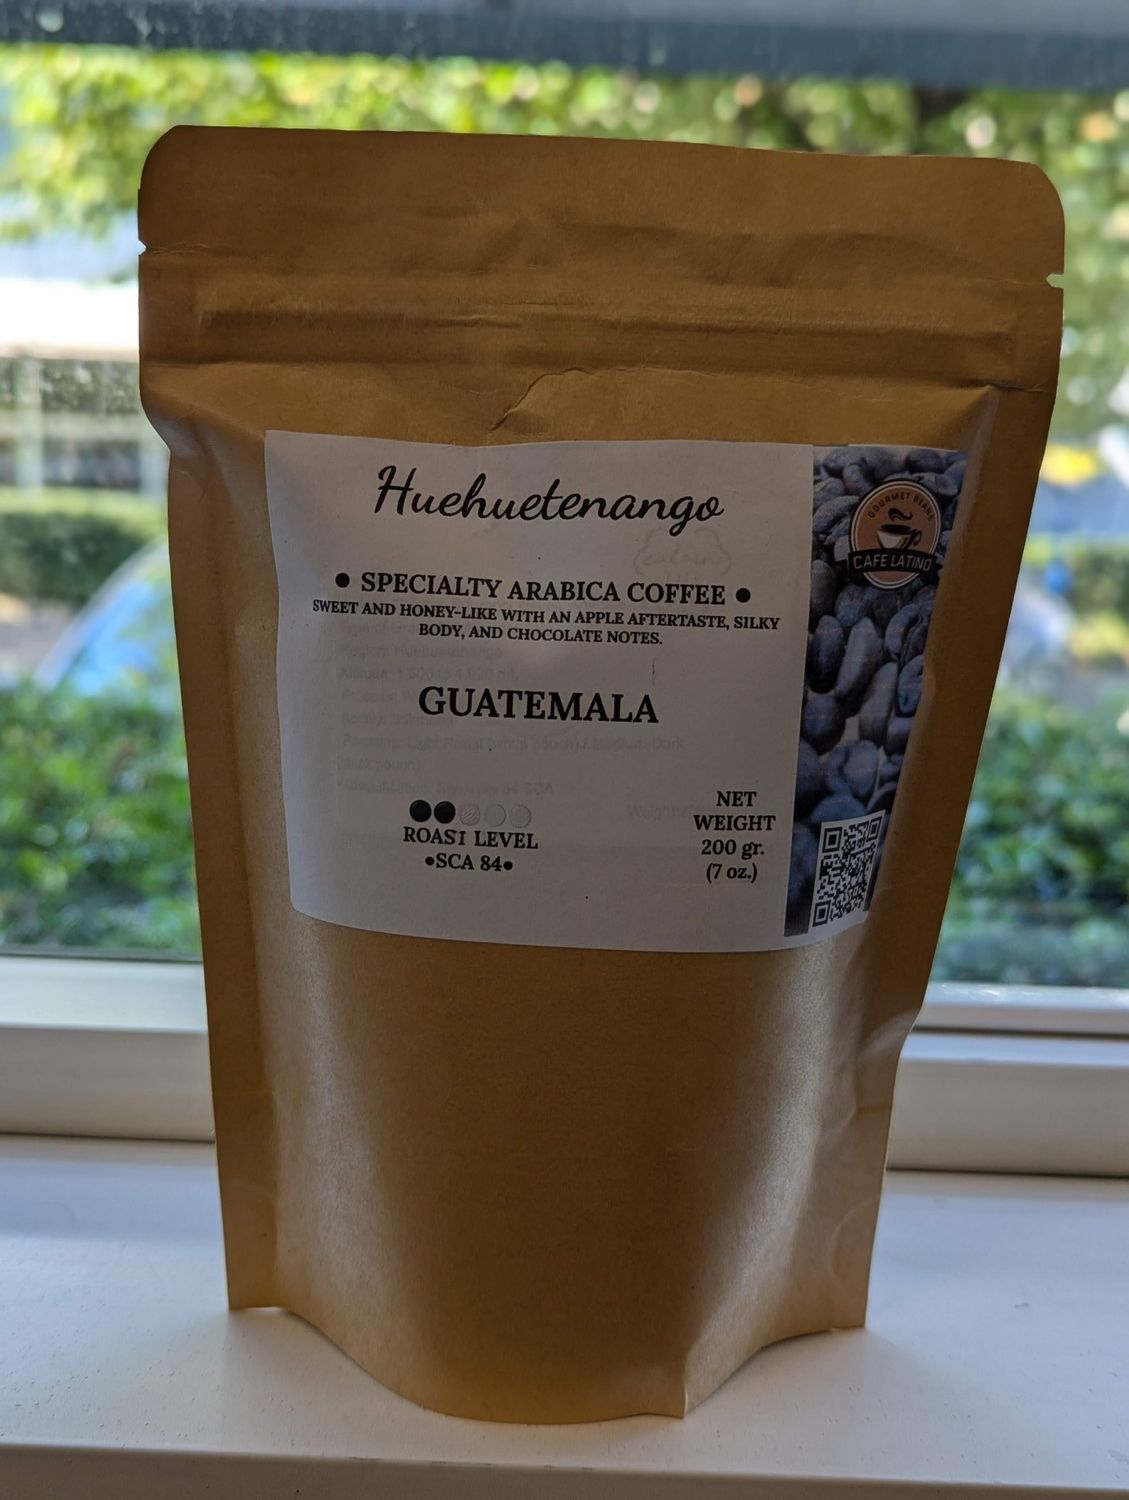 Huehuetenango
• SPECIALTY ARABICA COFFEE •
SWEET AND HONEY-LIKE WITH AN APPLE AFTERTASTE, SILKY
BODY, AND CHOCOLATE NOTES.
GUATEMALA
ROAST LEVEL
•SCA 84•
NET
WEIGHT
200 gr.
(7 oz.)
GOURMET BEANS
CAFE LATINO